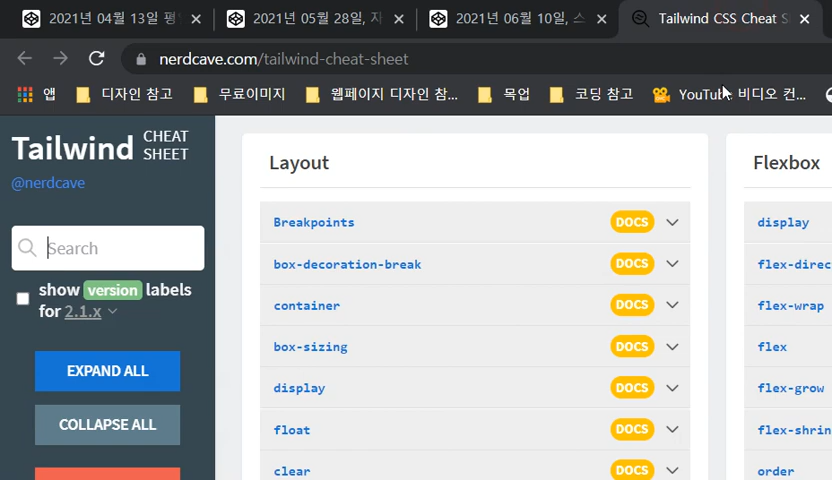 2021년 04월 13일
2021년 05월 28일, 자
2021년 06월 10일, 스
Tailwind CSS Cheat S
nerdcave.com/tailwind-cheat-sheet
앱
디자인 참고
무료이미지
웹페이지 디자인 참...
목업
코딩 참고
YouTube 비디오 컨...
Tailwind CHEAT SHEET
@nerdcave
Search
show version labels
for 2.1.x
EXPAND ALL
COLLAPSE ALL
Layout
Breakpoints DOCS
box-decoration-break DOCS
container DOCS
box-sizing DOCS
display DOCS
float DOCS
clear DOCS
Flexbox
display
flex-direc
flex-wrap
flex
flex-grow
flex-shrin
order